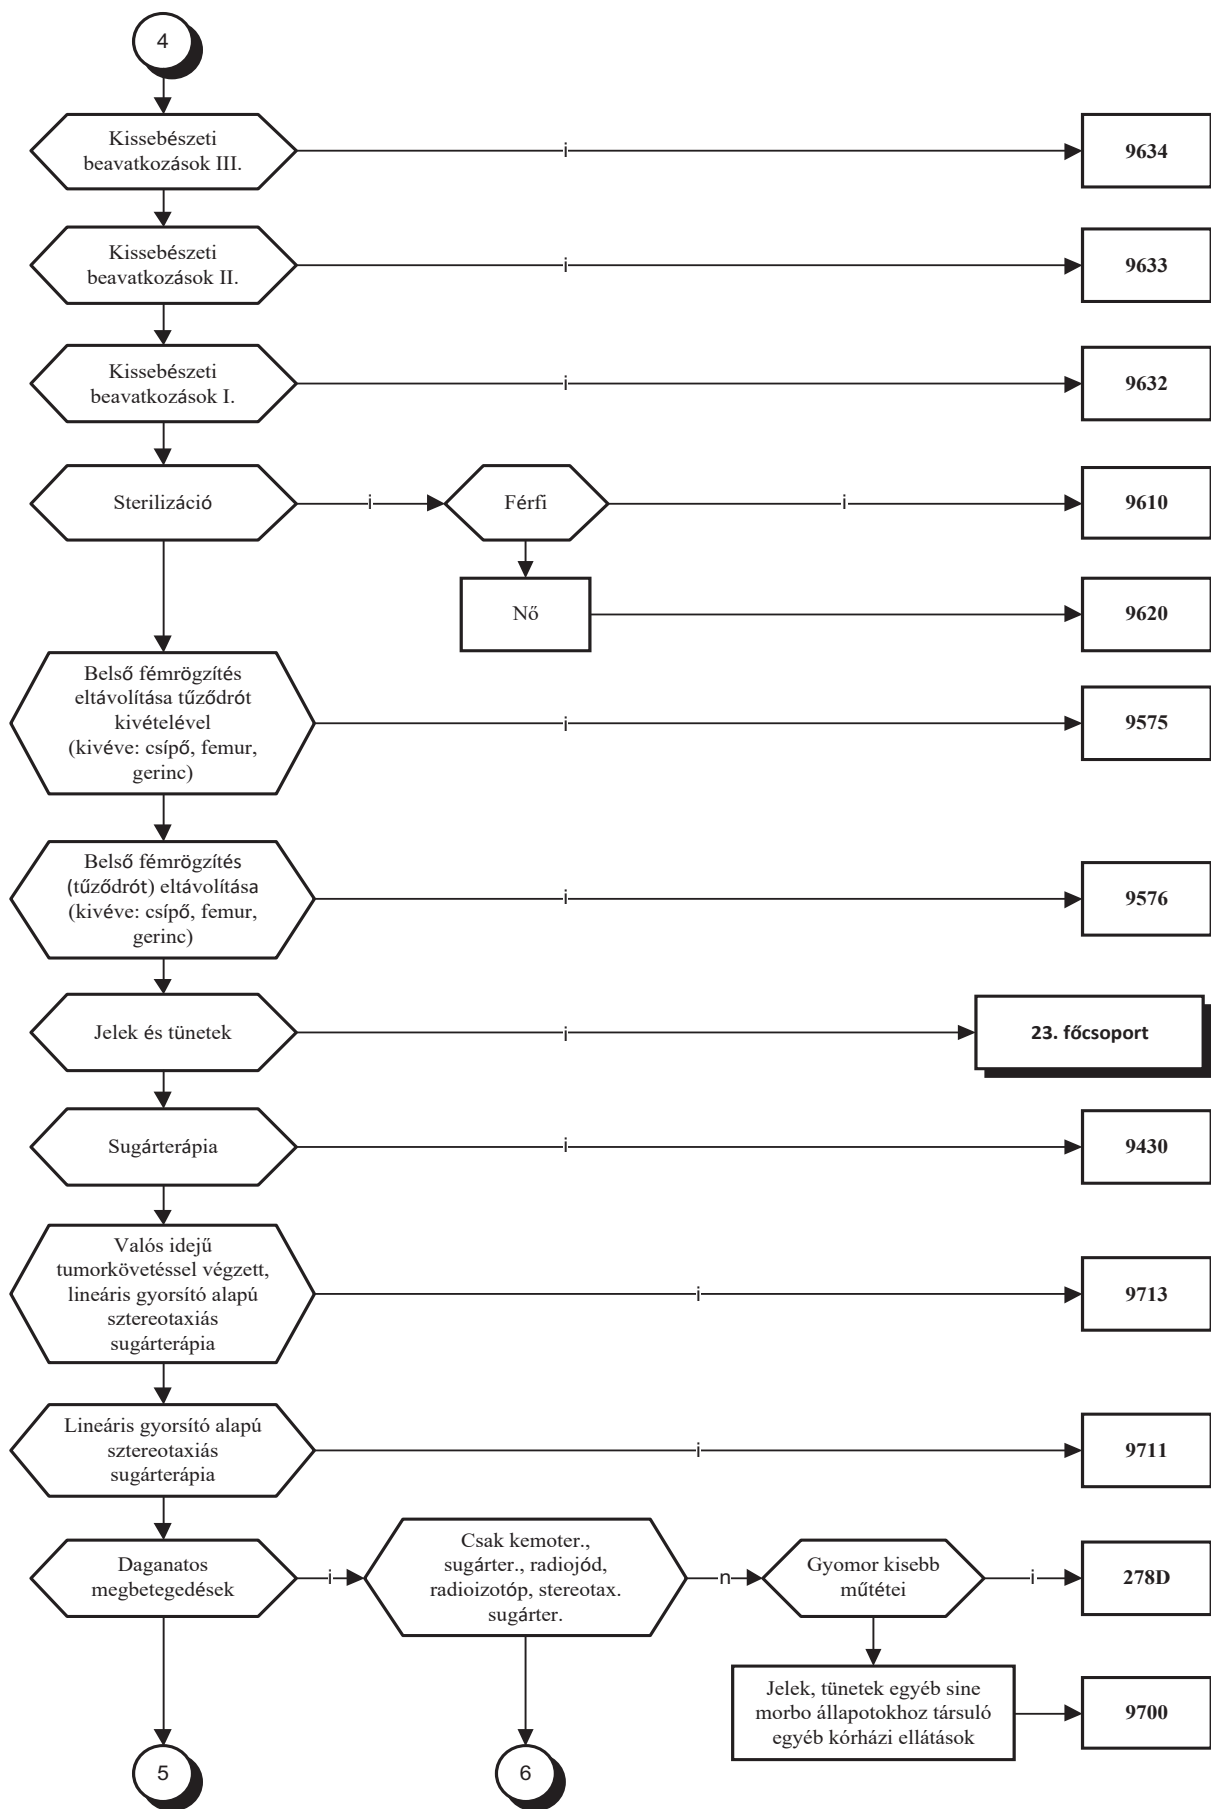 4
Kissebészeti
beavatkozások III.
i
9634
Kissebészeti
beavatkozások II.
i
9633
Kissebészeti
beavatkozások I.
i
9632
Sterilizáció
i
Férfi
i
9610
Nő
9620
Belső fémrögzítés
eltávolítása tűződrót
kivételével
(kivéve: csípő, femur,
gerinc)
i
9575
Belső fémrögzítés
(tűződrót) eltávolítása
(kivéve: csípő, femur,
gerinc)
i
9576
Jelek és tünetek
i
23. főcsoport
Sugárterápia
i
9430
Valós idejű
tumorkövetéssel végzett,
lineáris gyorsító alapú
sztereotaxiás
sugárterápia
i
9713
Lineáris gyorsító alapú
sztereotaxiás
sugárterápia
i
9711
Daganatos
megbetegedések
i
Csak kemoter.,
sugárter., radiojód,
radioizotóp, stereotax.
sugárter.
n
Gyomor kisebb
műtétei
i
278D
Jelek, tünetek egyéb sine
morbo állapotokhoz társuló
egyéb kórházi ellátások
9700
5
6